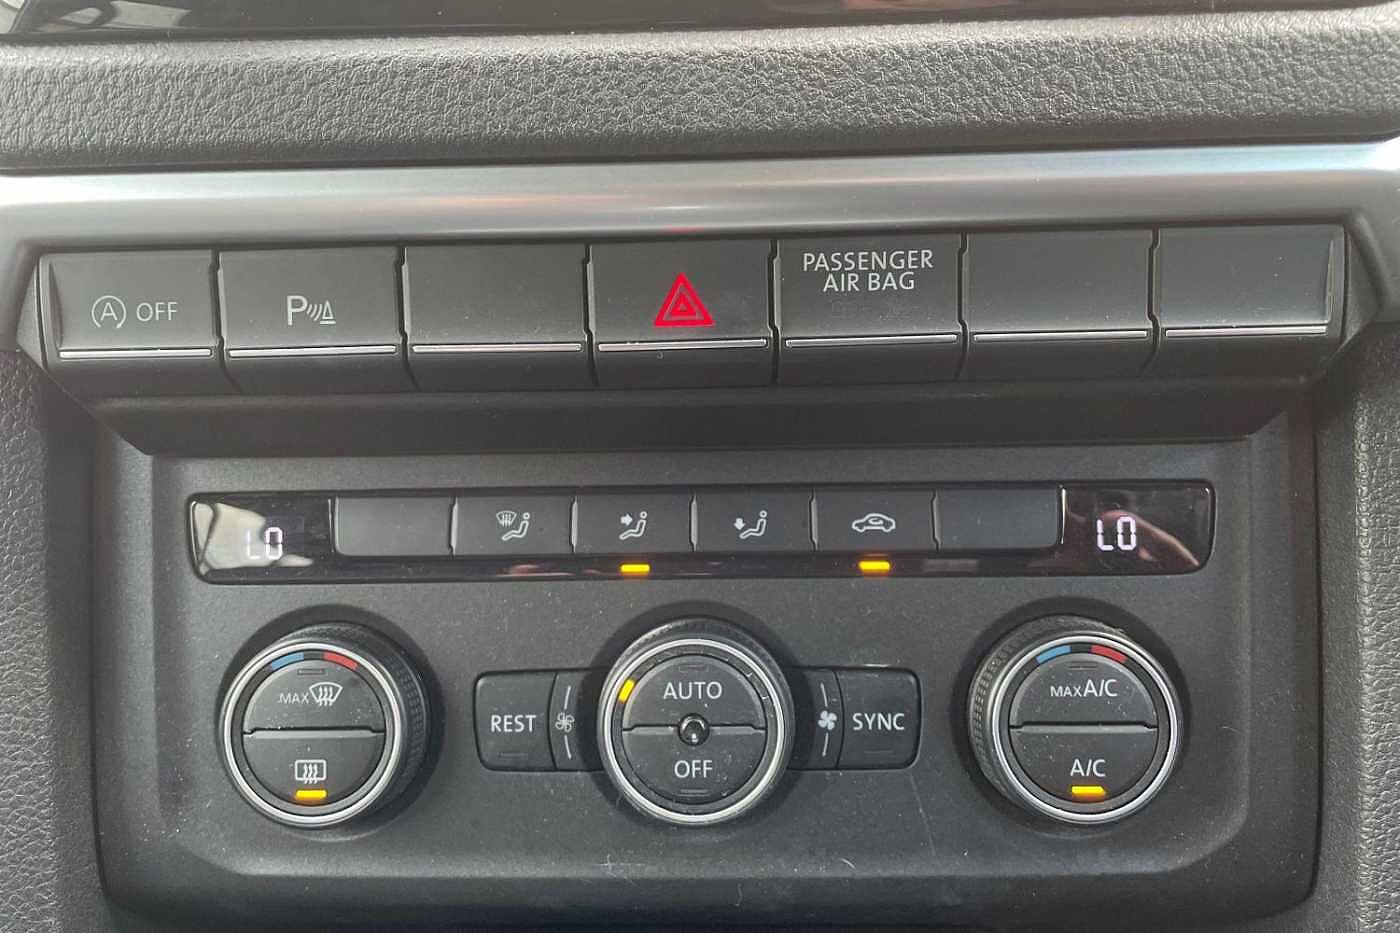 A OFF
P
PASSENGER
AIR BAG
LO
LO
MAX
AUTO
MAX A/C
REST
SYNC
OFF
A/C